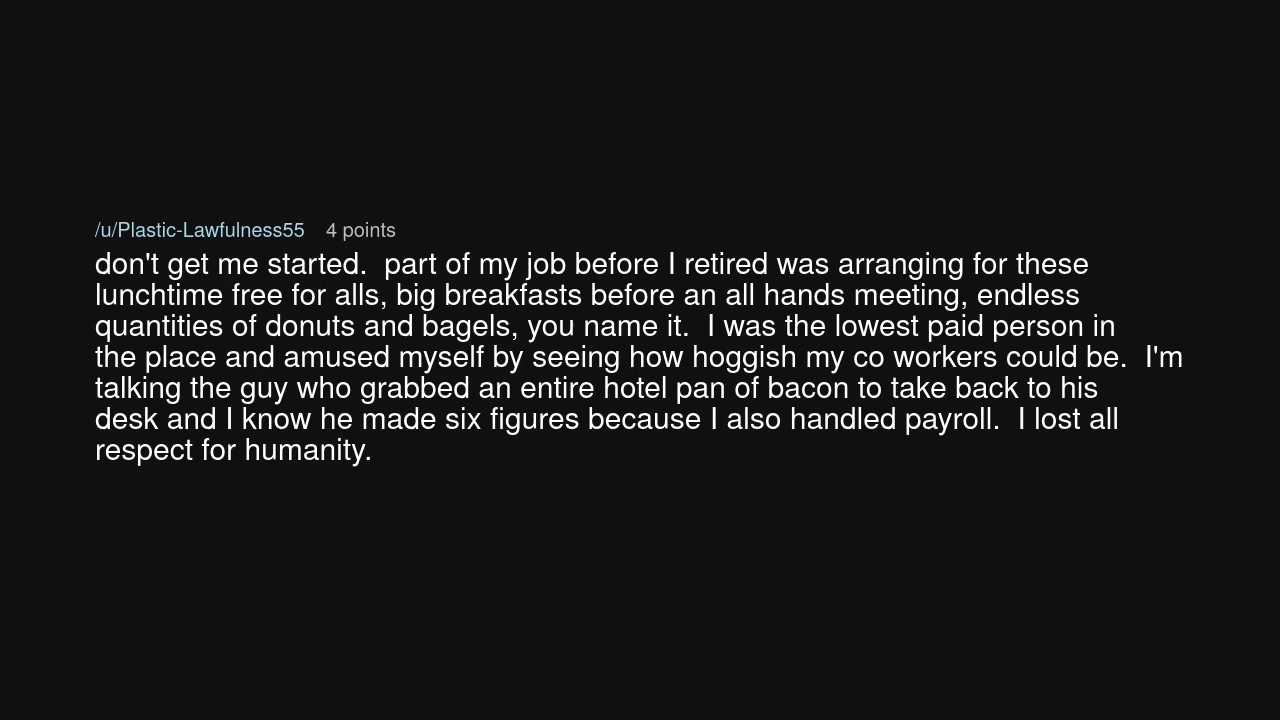 /u/Plastic-Lawfulness55    4 points
don't get me started.  part of my job before I retired was arranging for these
lunchtime free for alls, big breakfasts before an all hands meeting, endless
quantities of donuts and bagels, you name it.  I was the lowest paid person in
the place and amused myself by seeing how hoggish my co workers could be.  I'm
talking the guy who grabbed an entire hotel pan of bacon to take back to his
desk and I know he made six figures because I also handled payroll.  I lost all
respect for humanity.